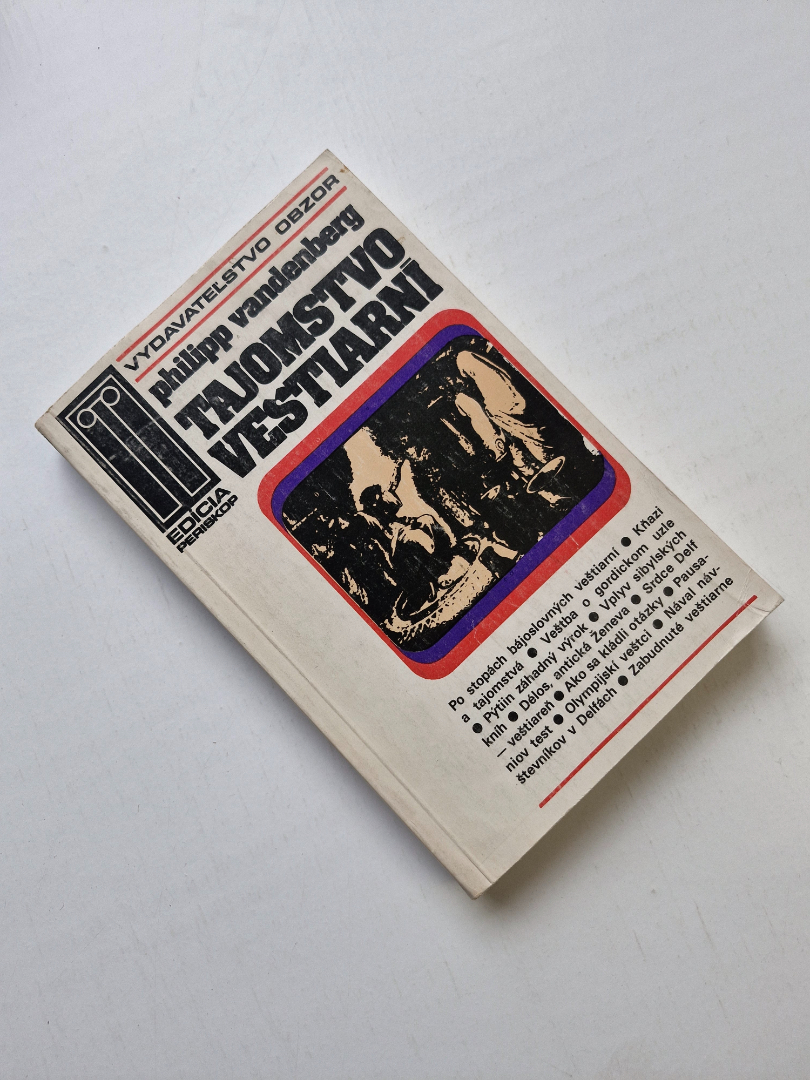 VYDAVATEĽSTVO OBZOR
philipp vandenberg
TAJOMSTVO
VEŠTIARNÍ
EDÍCIA
PERISKOP
Po stopách bájoslovných veštiarní ● Kňazi
a tajomstvá ● Veštba o gordickom uzle
● Pýtiin záhadný výrok ● Vplyv sibylských
kníh ● Délos, antická Ženeva ● Srdce Delf
— veštiareň ● Ako sa kládli otázky ● Pausa-
niov test ● Olympijskí veštci ● Nával náv-
števníkov v Delfách ● Zabudnuté veštiarne